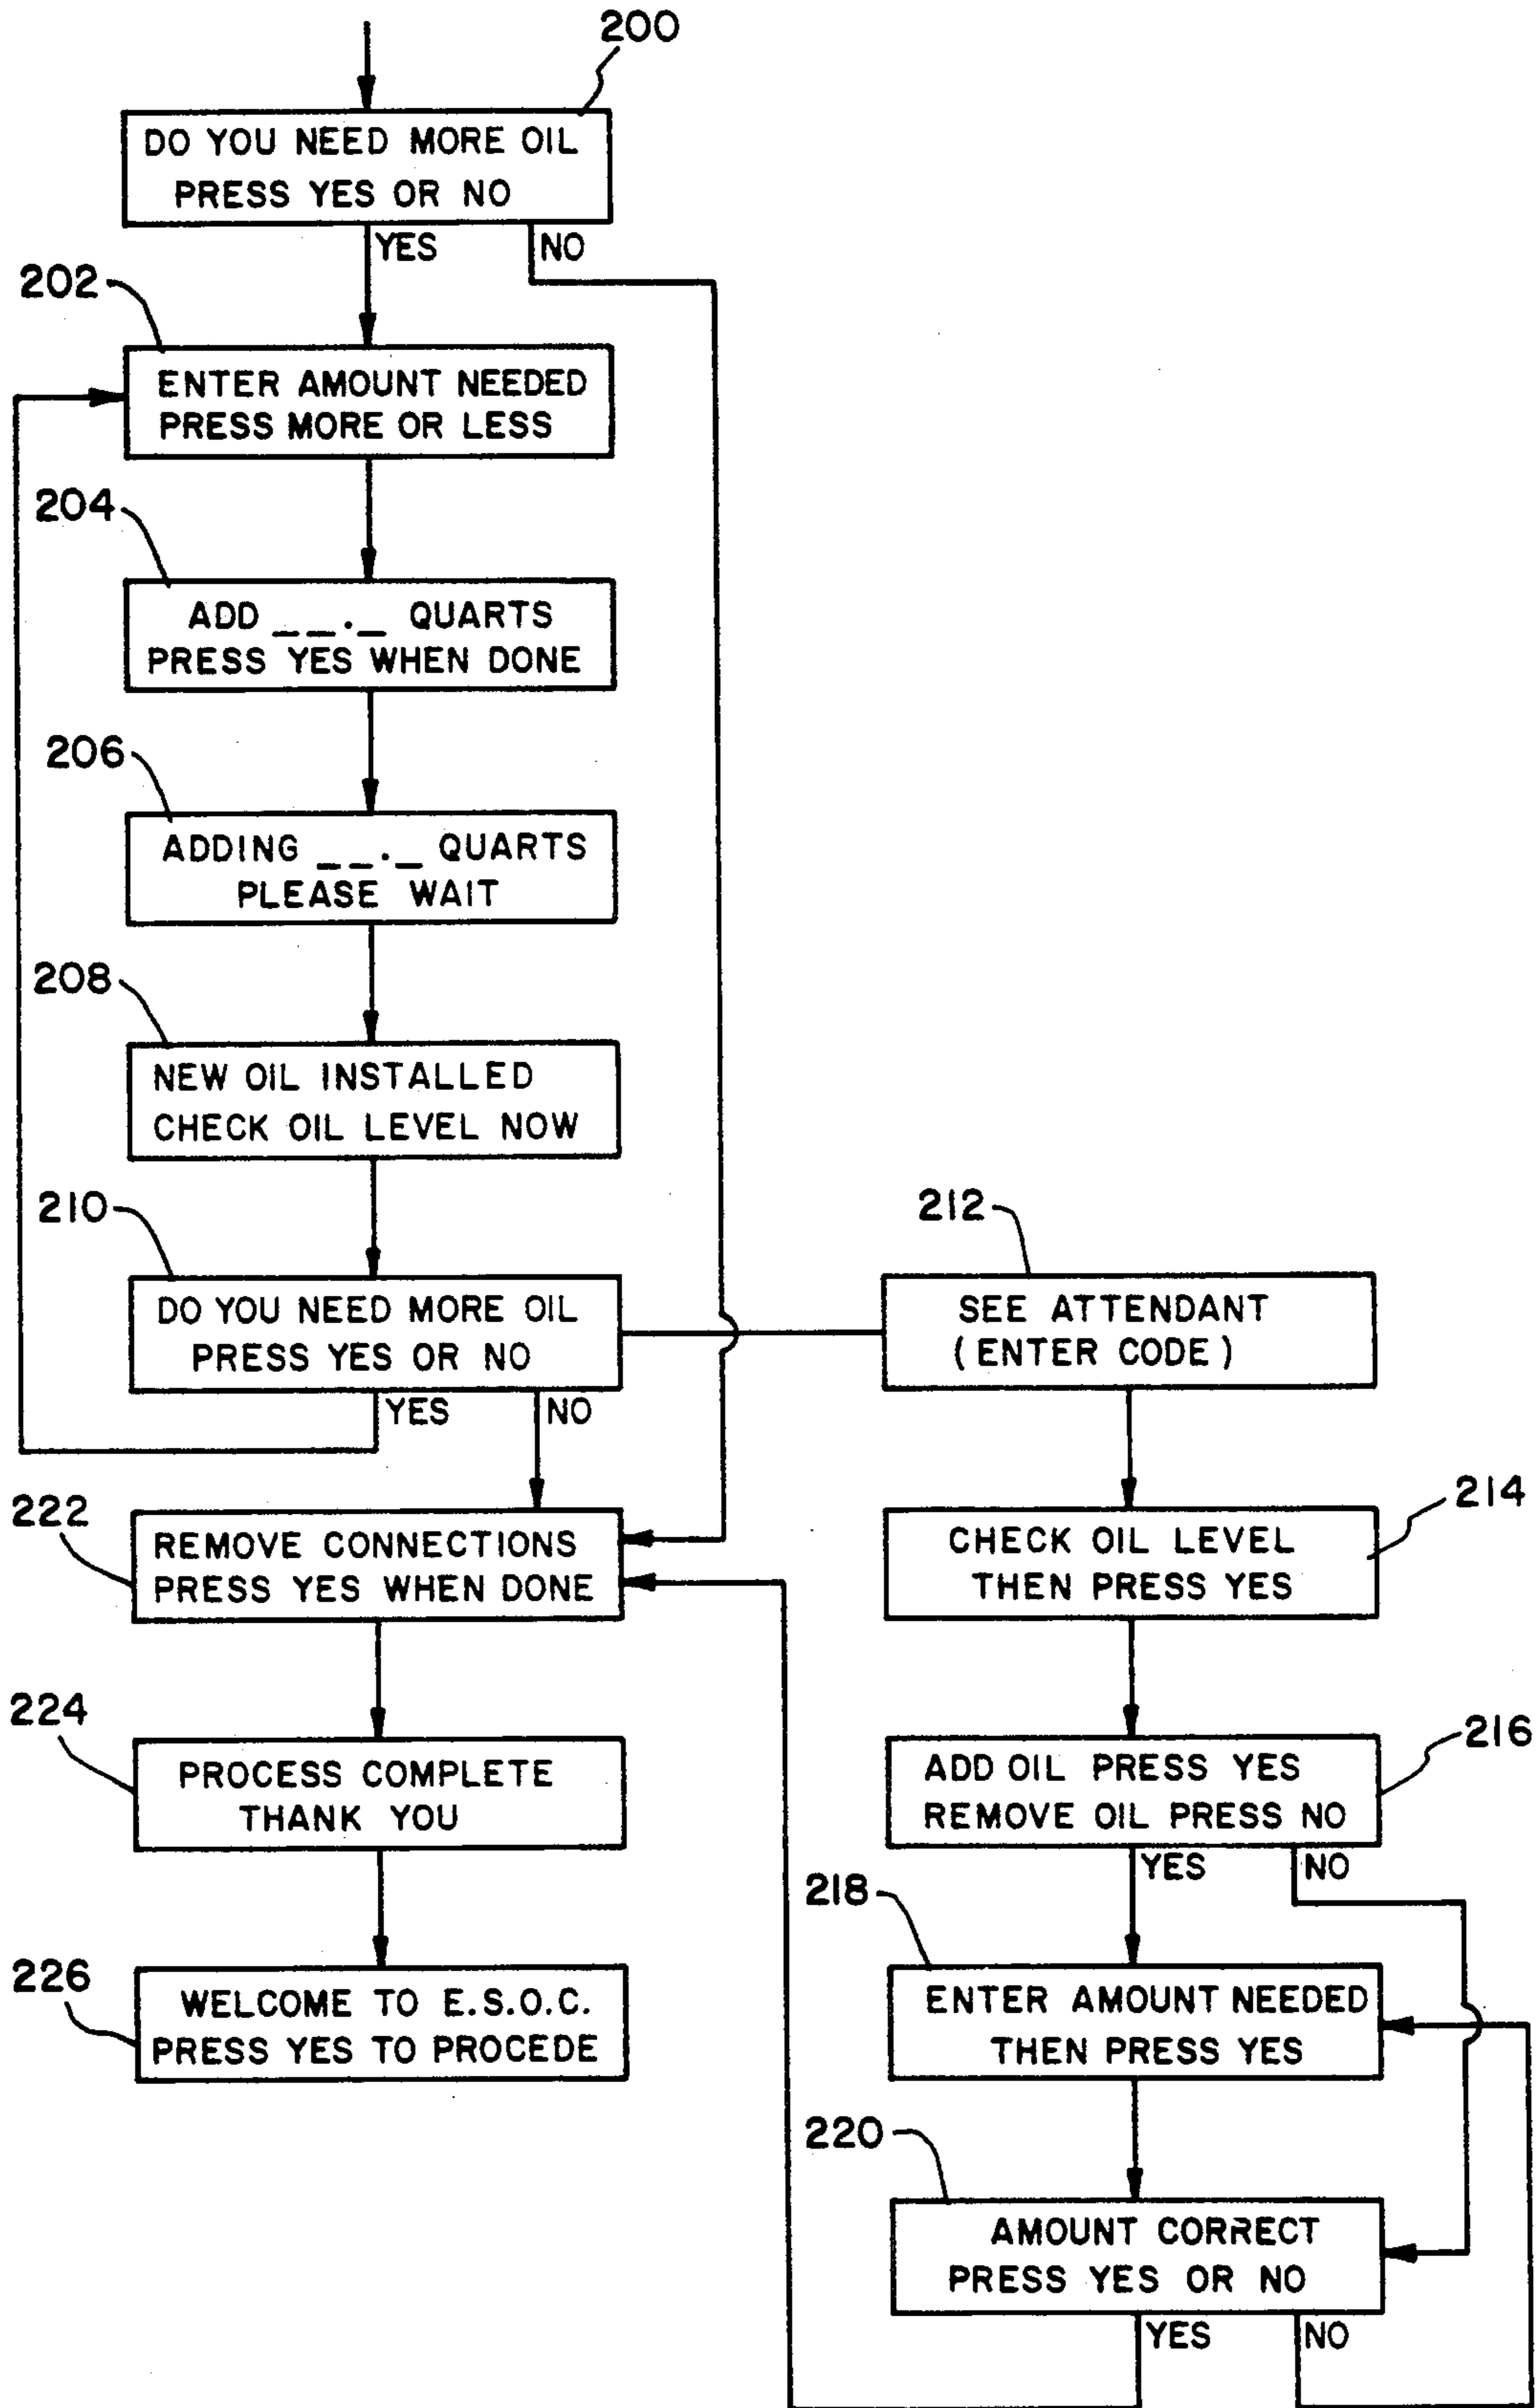 200
DO YOU NEED MORE OIL
PRESS YES OR NO
YES
NO
202
ENTER AMOUNT NEEDED
PRESS MORE OR LESS
204
ADD _ _ . _ QUARTS
PRESS YES WHEN DONE
206
ADDING _ _ . _ QUARTS
PLEASE WAIT
208
NEW OIL INSTALLED
CHECK OIL LEVEL NOW
210
DO YOU NEED MORE OIL
PRESS YES OR NO
YES
NO
212
SEE ATTENDANT
(ENTER CODE)
214
CHECK OIL LEVEL
THEN PRESS YES
216
ADD OIL PRESS YES
REMOVE OIL PRESS NO
YES
NO
218
ENTER AMOUNT NEEDED
THEN PRESS YES
220
AMOUNT CORRECT
PRESS YES OR NO
YES
NO
222
REMOVE CONNECTIONS
PRESS YES WHEN DONE
224
PROCESS COMPLETE
THANK YOU
226
WELCOME TO E.S.O.C.
PRESS YES TO PROCEDE